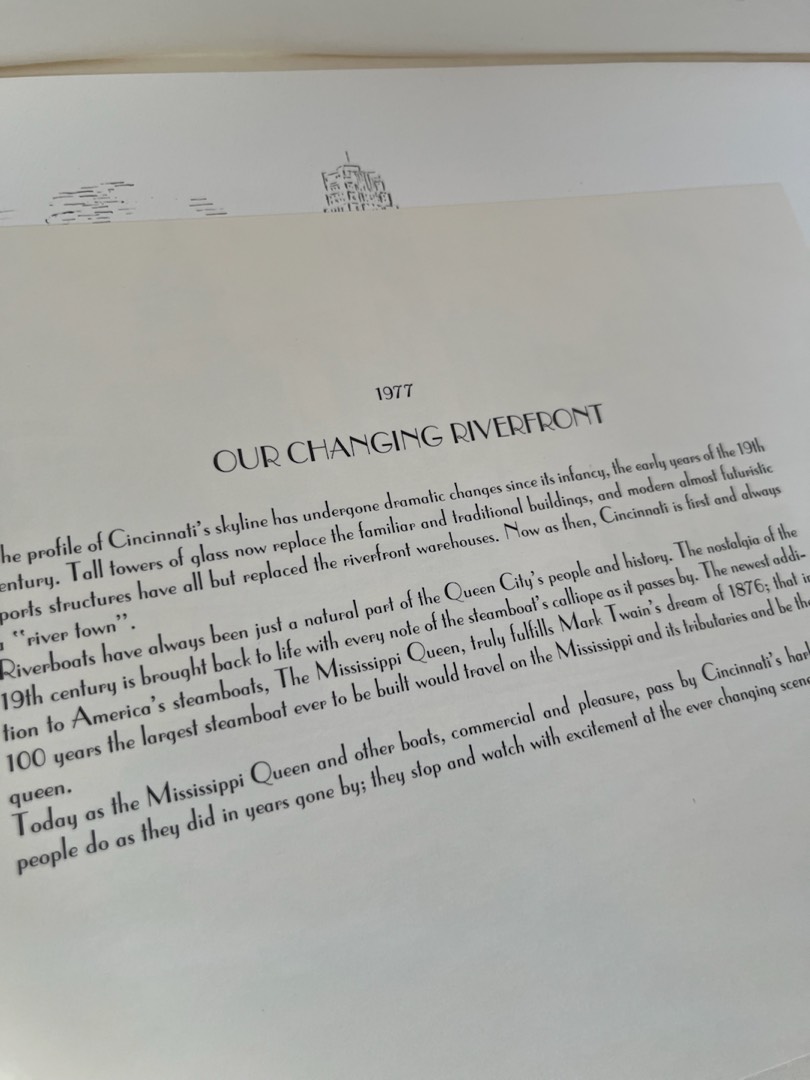 1977
OUR CHANGING RIVERFRONT
he profile of Cincinnati's skyline has undergone dramatic changes since its infancy, the early years of the 19th
entury. Tall towers of glass now replace the familiar and traditional buildings, and modern almost futuristic
ports structures have all but replaced the riverfront warehouses. Now as then, Cincinnati is first and always
"river town".
Riverboats have always been just a natural part of the Queen City's people and history. The nostalgia of the
19th century is brought back to life with every note of the steamboat's calliope as it passes by. The newest addi-
tion to America's steamboats, The Mississippi Queen, truly fulfills Mark Twain's dream of 1876; that in
100 years the largest steamboat ever to be built would travel on the Mississippi and its tributaries and be the
queen.
Today as the Mississippi Queen and other boats, commercial and pleasure, pass by Cincinnati's har
people do as they did in years gone by; they stop and watch with excitement at the ever changing scene